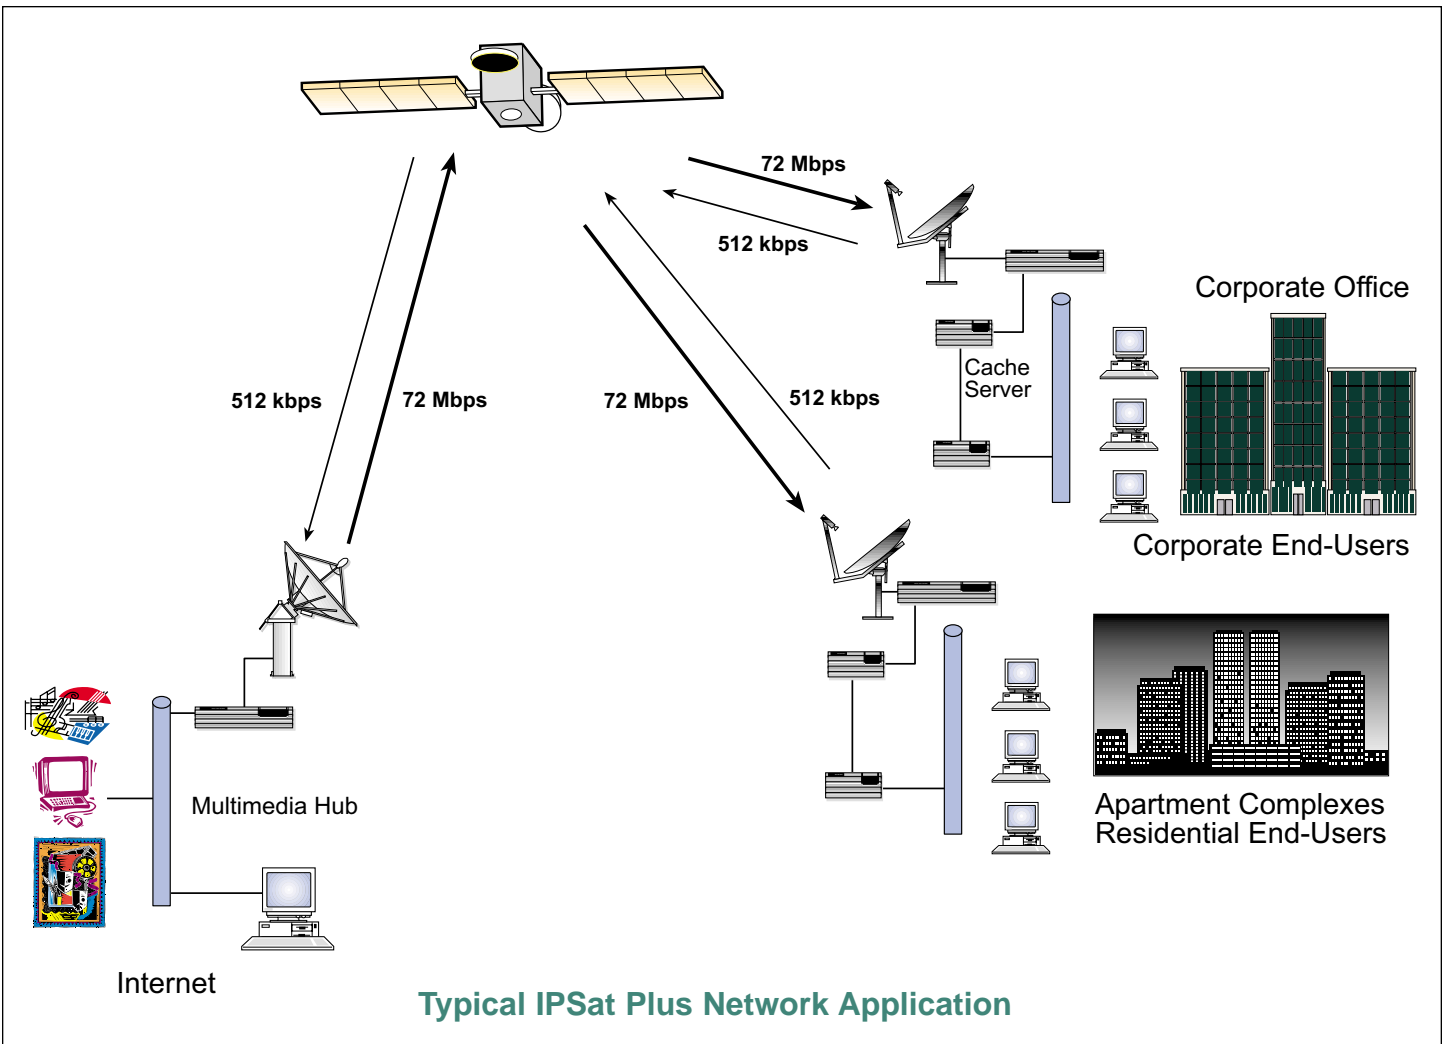 72 Mbps
512 kbps
Corporate Office
Cache
Server
512 kbps
72 Mbps
72 Mbps
512 kbps
Corporate End-Users
Multimedia Hub
Apartment Complexes
Residential End-Users
Internet
Typical IPSat Plus Network Application